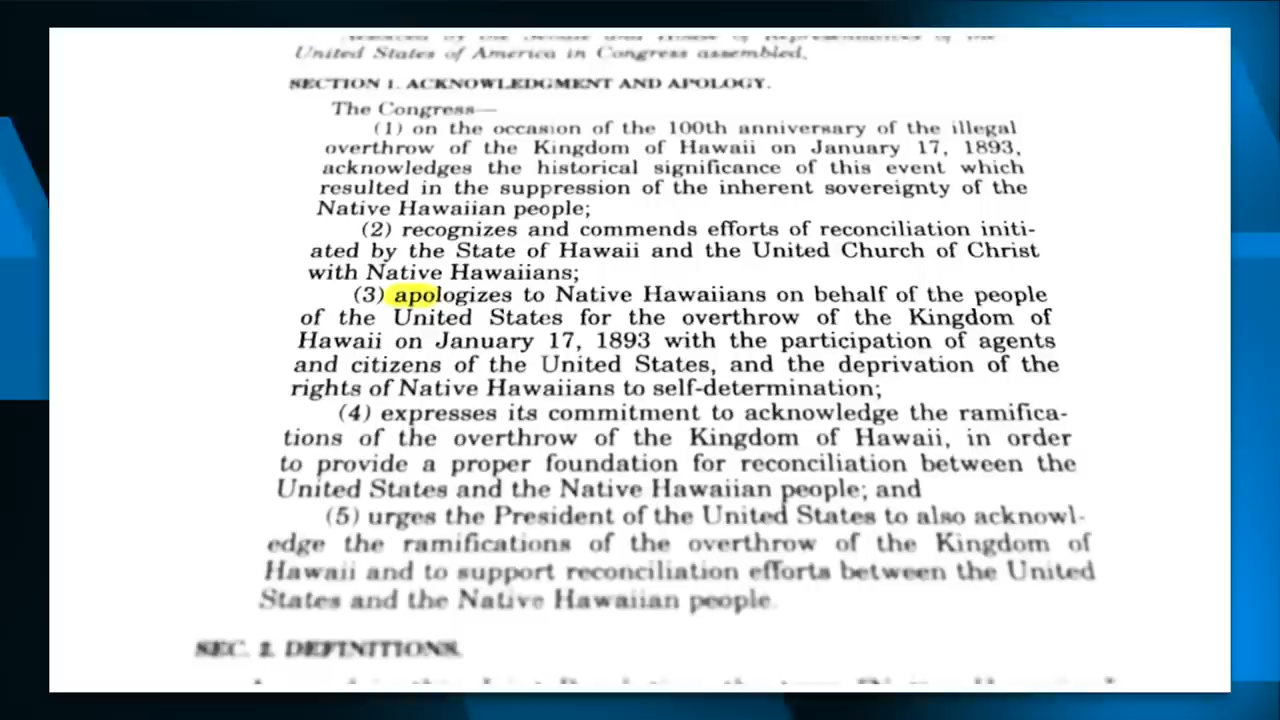 United States of America in Congress assembled,
SECTION 1. ACKNOWLEDGMENT AND APOLOGY.
The Congress—
(1) on the occasion of the 100th anniversary of the illegal
overthrow of the Kingdom of Hawaii on January 17, 1893,
acknowledges the historical significance of this event which
resulted in the suppression of the inherent sovereignty of the
Native Hawaiian people;
(2) recognizes and commends efforts of reconciliation initi-
ated by the State of Hawaii and the United Church of Christ
with Native Hawaiians;
(3) apologizes to Native Hawaiians on behalf of the people
of the United States for the overthrow of the Kingdom of
Hawaii on January 17, 1893 with the participation of agents
and citizens of the United States, and the deprivation of the
rights of Native Hawaiians to self-determination;
(4) expresses its commitment to acknowledge the ramifica-
tions of the overthrow of the Kingdom of Hawaii, in order
to provide a proper foundation for reconciliation between the
United States and the Native Hawaiian people; and
(5) urges the President of the United States to also acknowl-
edge the ramifications of the overthrow of the Kingdom of
Hawaii and to support reconciliation efforts between the United
States and the Native Hawaiian people.
SEC. 2. DEFINITIONS.